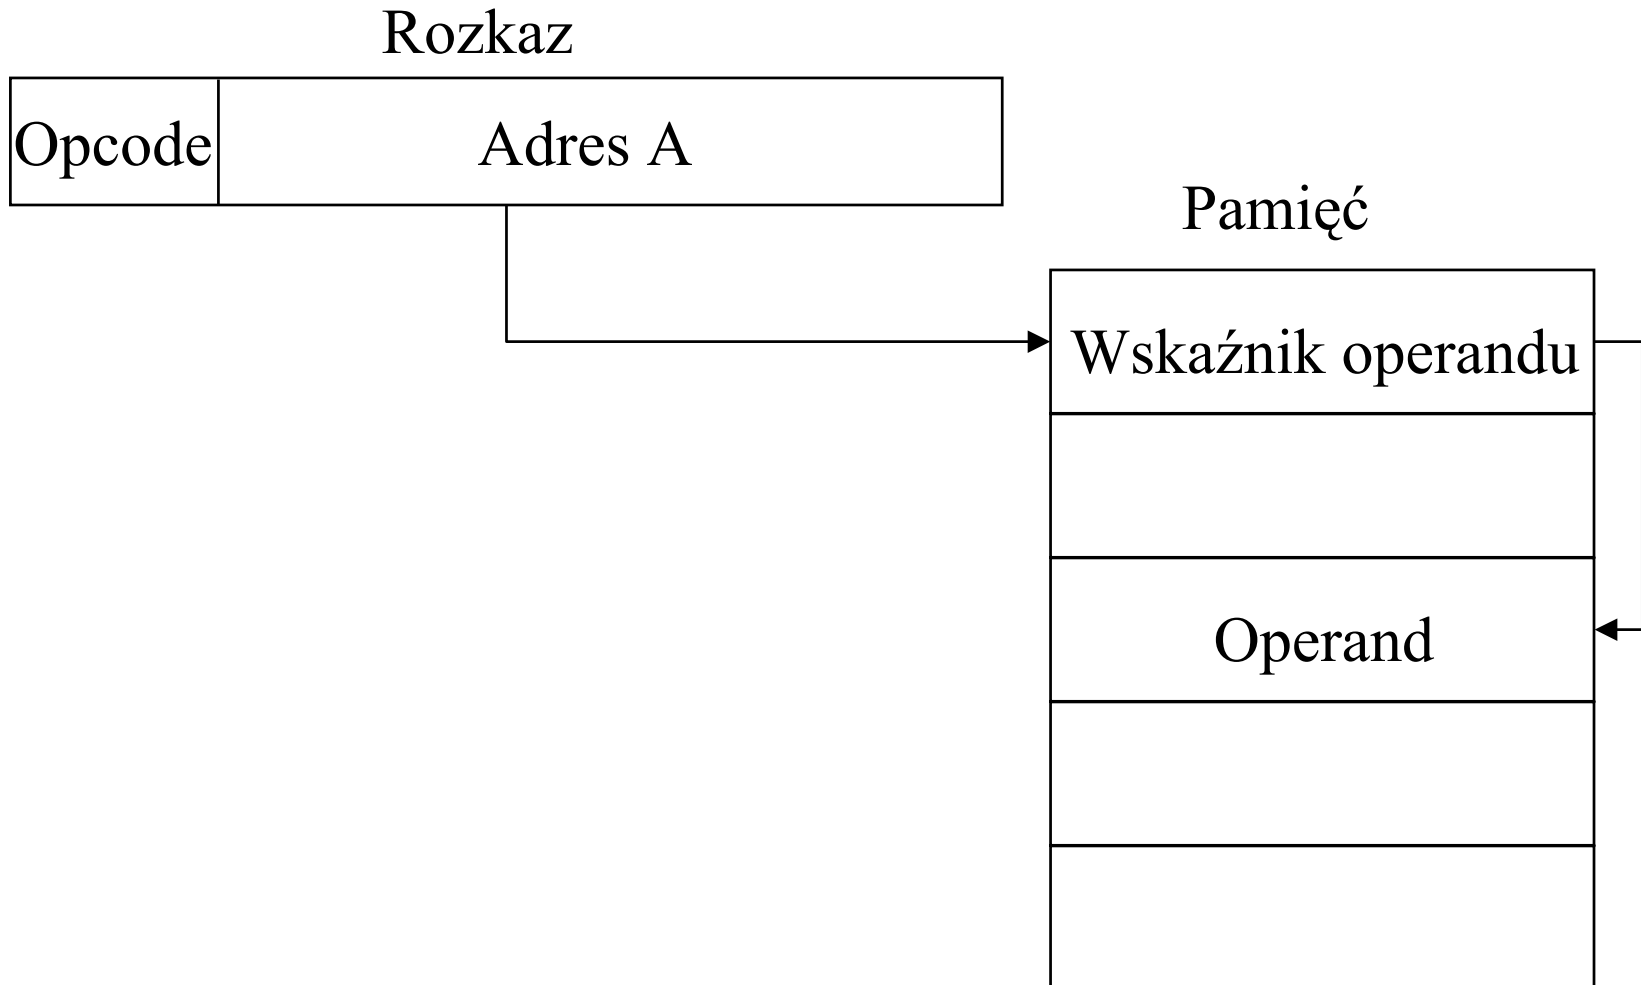 Rozkaz
Opcode
Adres A
Pamięć
Wskaźnik operandu
Operand